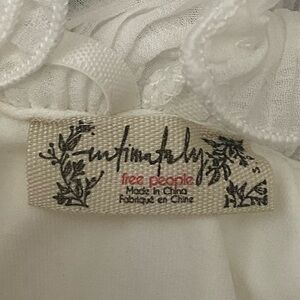 intimately
free people
Made in China
Fabriqué en Chine